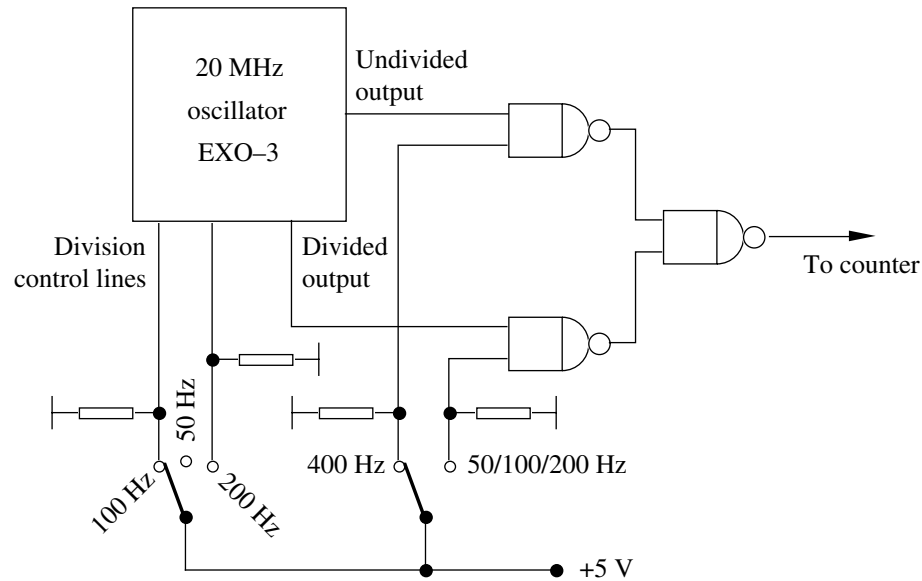 20 MHz
oscillator
EXO–3
Undivided
output
Division
control lines
Divided
output
To counter
50 Hz
100 Hz
200 Hz
400 Hz
50/100/200 Hz
+5 V